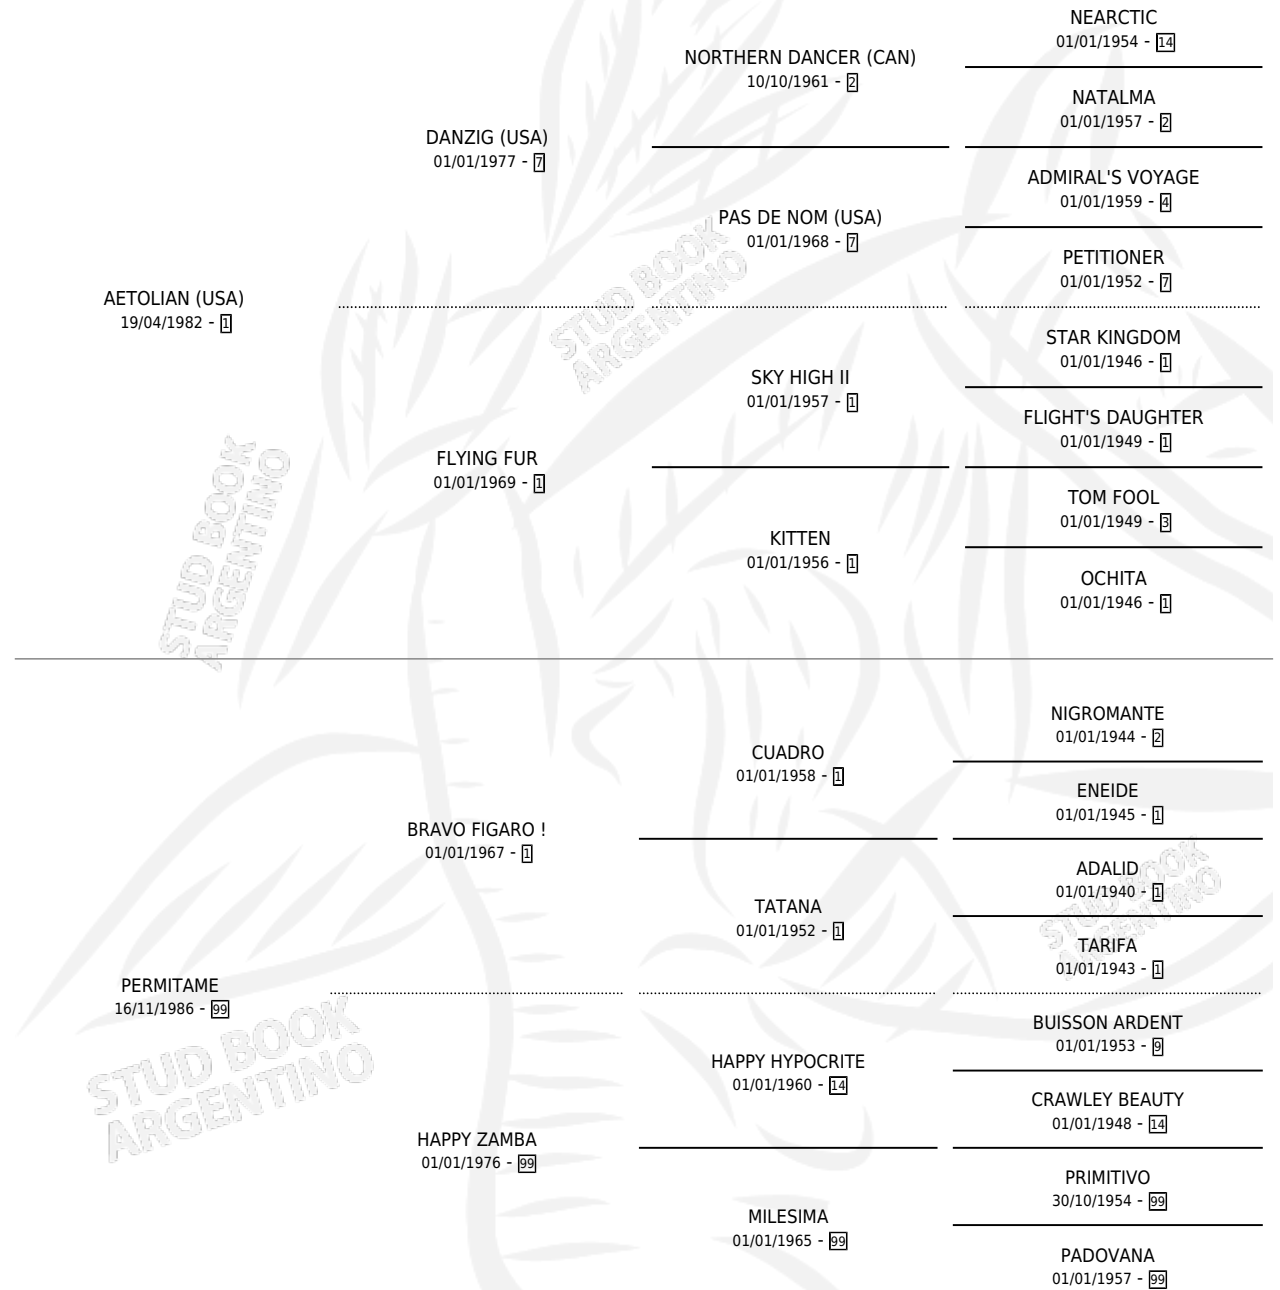 NEARCTIC
01/01/1954 - 14
NORTHERN DANCER (CAN)
10/10/1961 - 2
NATALMA
01/01/1957 - 2
DANZIG (USA)
01/01/1977 - 7
ADMIRAL'S VOYAGE
01/01/1959 - 4
PAS DE NOM (USA)
01/01/1968 - 7
PETITIONER
01/01/1952 - 7
AETOLIAN (USA)
19/04/1982 - 1
STAR KINGDOM
01/01/1946 - 1
SKY HIGH II
01/01/1957 - 1
FLIGHT'S DAUGHTER
01/01/1949 - 1
FLYING FUR
01/01/1969 - 1
TOM FOOL
01/01/1949 - 3
KITTEN
01/01/1956 - 1
OCHITA
01/01/1946 - 1
NIGROMANTE
01/01/1944 - 2
CUADRO
01/01/1958 - 1
ENEIDE
01/01/1945 - 1
BRAVO FIGARO !
01/01/1967 - 1
ADALID
01/01/1940 - 1
TATANA
01/01/1952 - 1
TARIFA
01/01/1943 - 1
PERMITAME
16/11/1986 - 99
BUISSON ARDENT
01/01/1953 - 9
HAPPY HYPOCRITE
01/01/1960 - 14
CRAWLEY BEAUTY
01/01/1948 - 14
HAPPY ZAMBA
01/01/1976 - 99
PRIMITIVO
30/10/1954 - 99
MILESIMA
01/01/1965 - 99
PADOVANA
01/01/1957 - 99
STUD BOOK
ARGENTINO
STUD BOOK
ARGENTINO
STUD BOOK
ARGENTINO
STUD BOOK
ARGENTINO